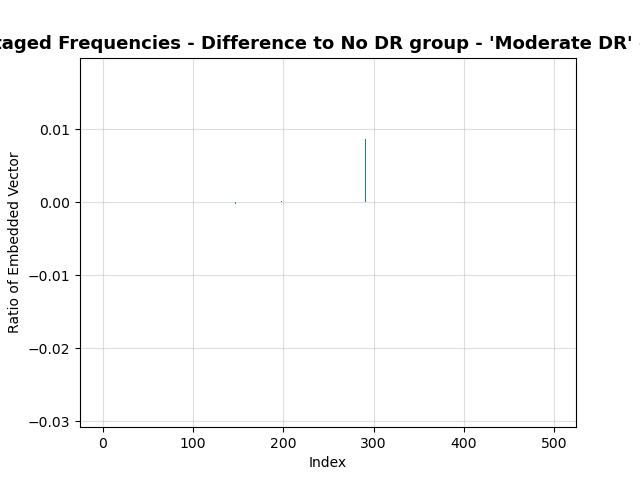 taged Frequencies - Difference to No DR group - 'Moderate DR'
Ratio of Embedded Vector
0.01
0.00
−0.01
−0.02
−0.03
0 100 200 300 400 500
Index